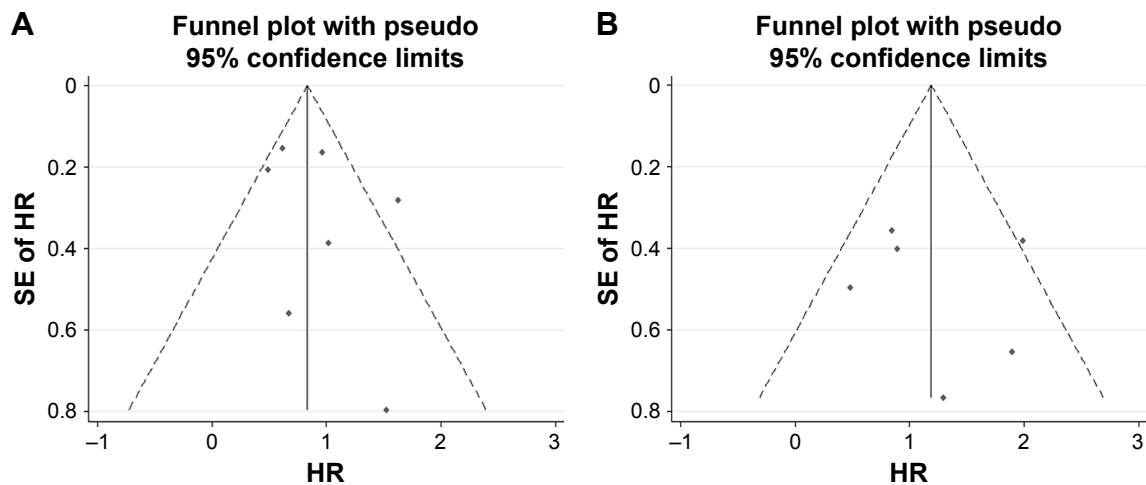 A
Funnel plot with pseudo
95% confidence limits
SE of HR
0
0.2
0.4
0.6
0.8
–1
0
1
2
3
HR
B
Funnel plot with pseudo
95% confidence limits
SE of HR
0
0.2
0.4
0.6
0.8
–1
0
1
2
3
HR